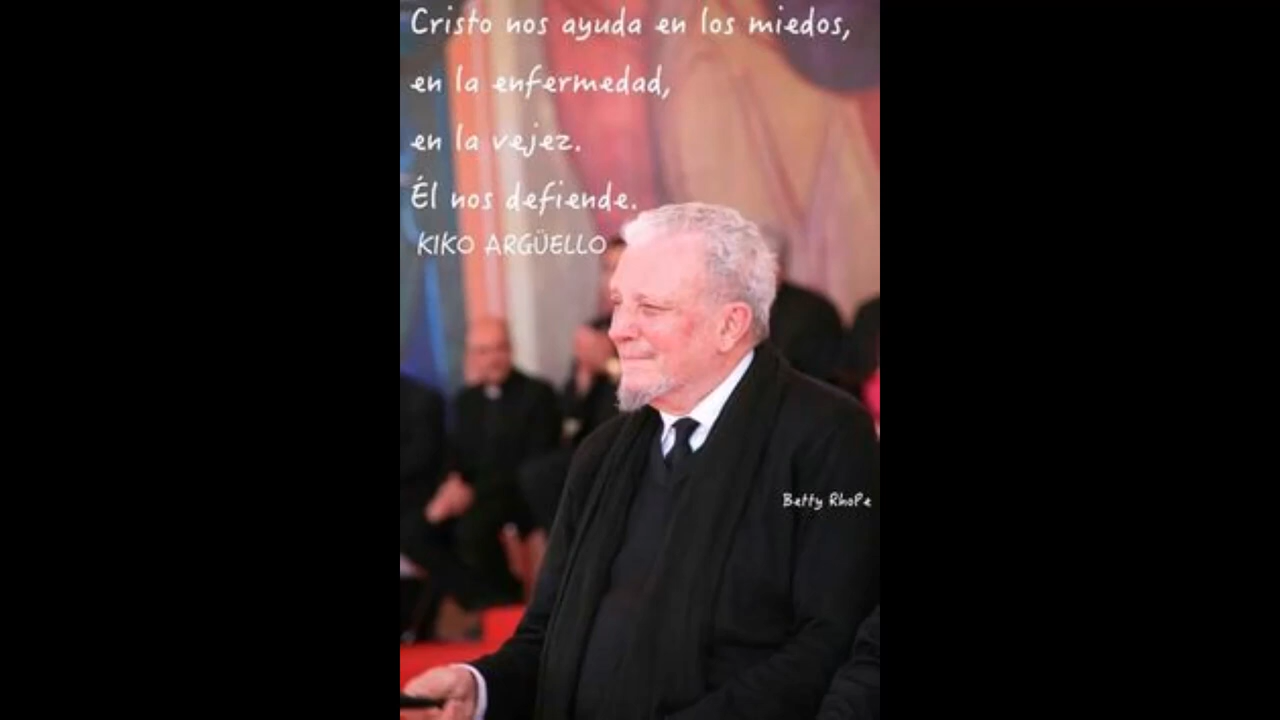 Cristo nos ayuda en los miedos,
en la enfermedad,
en la vejez.
Él nos defiende.
KIKO ARGÜELLO
Betty RhoPe